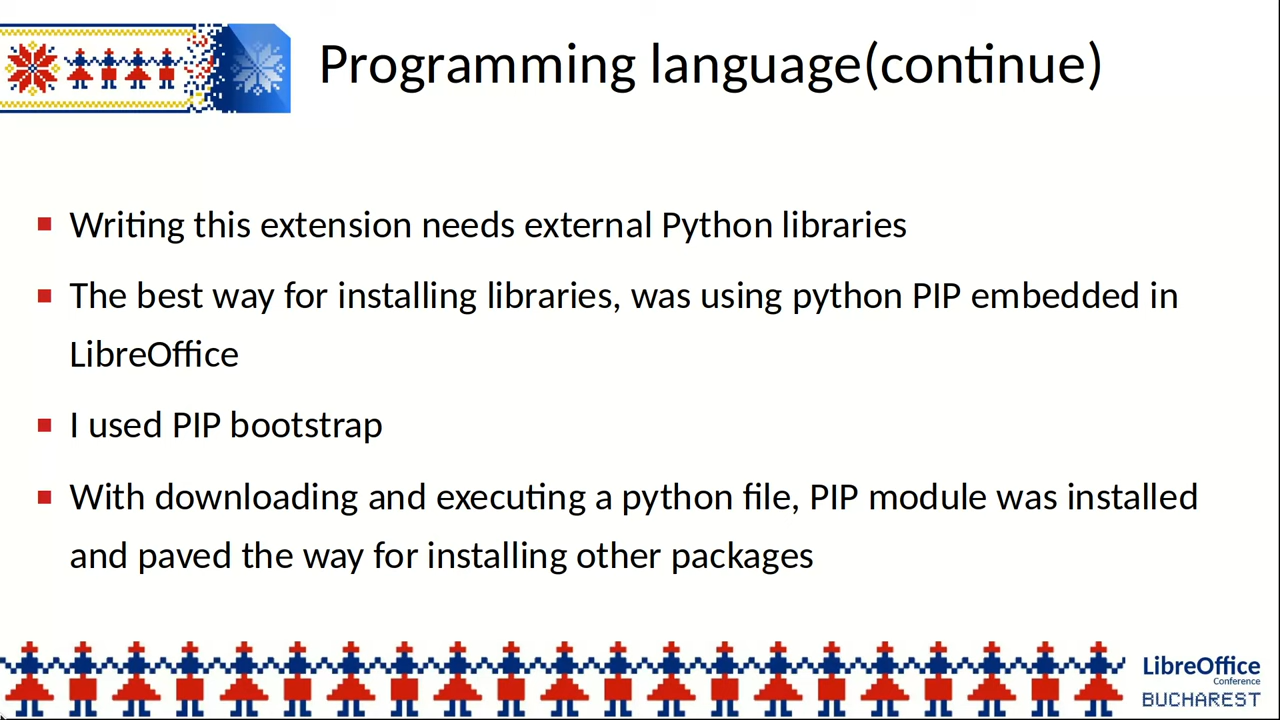 Programming language(continue)
Writing this extension needs external Python libraries
The best way for installing libraries, was using python PIP embedded in
LibreOffice
I used PIP bootstrap
With downloading and executing a python file, PIP module was installed
and paved the way for installing other packages
LibreOffice
Conference
BUCHAREST